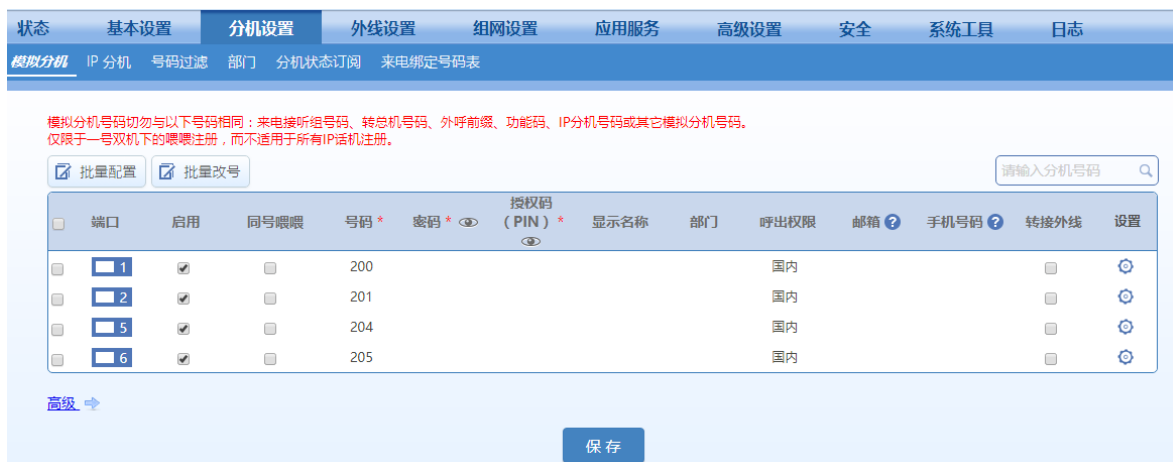 状态 基本设置 分机设置 外线设置 组网设置 应用服务 高级设置 安全 系统工具 日志
模拟分机 IP 分机 号码过滤 部门 分机状态订阅 来电绑定号码表
模拟分机号码切勿与以下号码相同：来电接听组号码、转总机号码、外呼前缀、功能码、IP分机号码或其它模拟分机号码。
仅限于一号双机下的喂喂注册，而不适用于所有IP话机注册。
批量配置 批量改号 请输入分机号码
端口 启用 同号喂喂 号码 * 密码 * 授权码（PIN）* 显示名称 部门 呼出权限 邮箱 ? 手机号码 ? 转接外线 设置
1 200 国内
2 201 国内
5 204 国内
6 205 国内
高级
保存